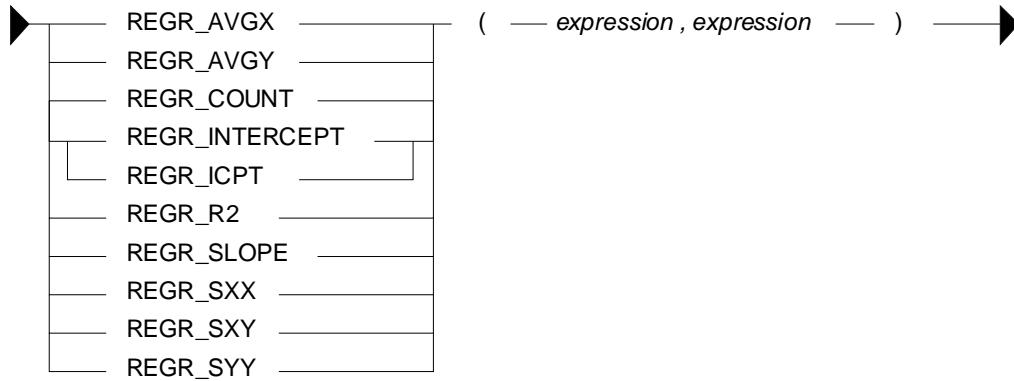 REGR_AVGX ( expression , expression )
REGR_AVGY
REGR_COUNT
REGR_INTERCEPT
REGR_ICPT
REGR_R2
REGR_SLOPE
REGR_SXX
REGR_SXY
REGR_SYY